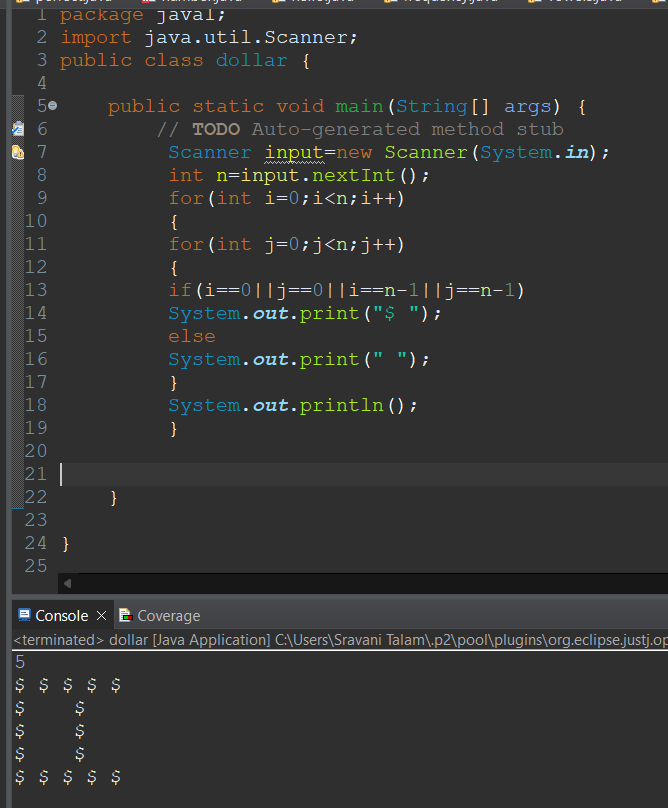 1 package java1;
2 import java.util.Scanner;
3 public class dollar {
4
5 public static void main(String[] args) {
6 // TODO Auto-generated method stub
7 Scanner input=new Scanner(System.in);
8 int n=input.nextInt();
9 for(int i=0;i<n;i++)
10 {
11 for(int j=0;j<n;j++)
12 {
13 if(i==0||j==0||i==n-1||j==n-1)
14 System.out.print("$ ");
15 else
16 System.out.print(" ");
17 }
18 System.out.println();
19 }
20
21
22 }
23
24 }
25
Console Coverage
<terminated> dollar [Java Application] C:\Users\Sravani Talam\.p2\pool\plugins\org.eclipse.justj.op
5
$ $ $ $ $
$    $
$    $
$    $
$ $ $ $ $